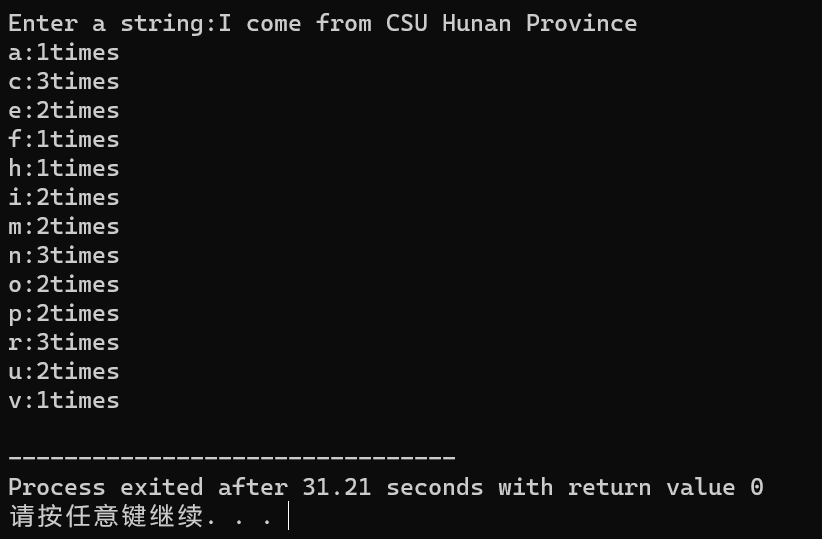 Enter a string:I come from CSU Hunan Province
a:1times
c:3times
e:2times
f:1times
h:1times
i:2times
m:2times
n:3times
o:2times
p:2times
r:3times
u:2times
v:1times
--------------------------------
Process exited after 31.21 seconds with return value 0
请按任意键继续. . .